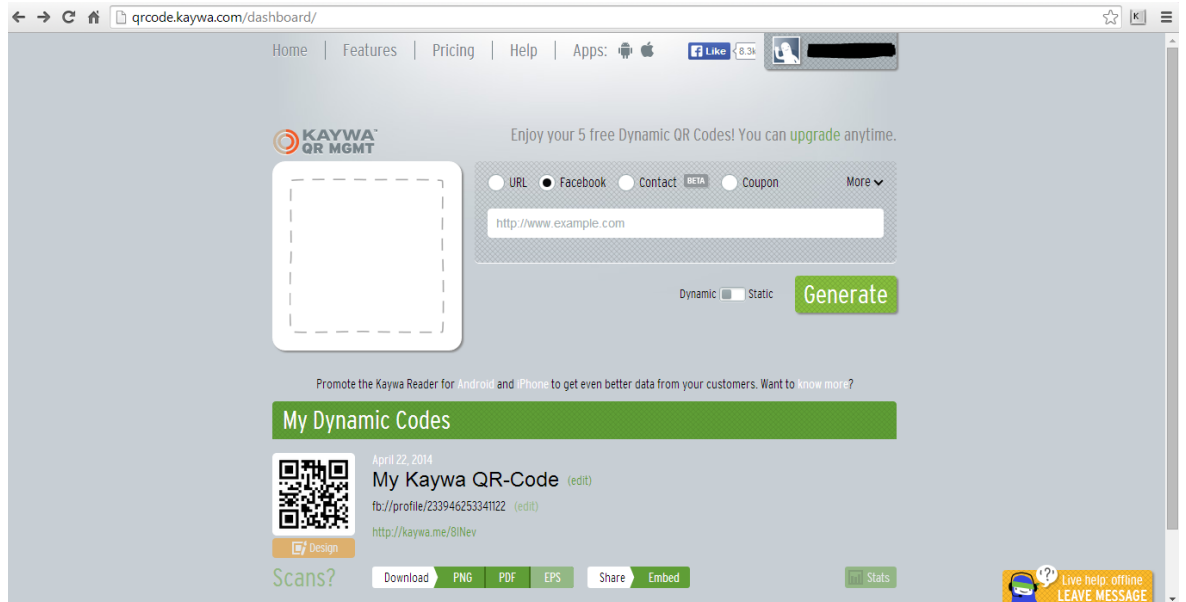 qrcode.kaywa.com/dashboard/
Home | Features | Pricing | Help | Apps: Like 8.3k
KAYWA
QR MGMT
Enjoy your 5 free Dynamic QR Codes! You can upgrade anytime.
URL Facebook Contact BETA Coupon More
http://www.example.com
Dynamic Static Generate
Promote the Kaywa Reader for Android and iPhone to get even better data from your customers. Want to know more?
My Dynamic Codes
April 22, 2014
My Kaywa QR-Code (edit)
fb://profile/233946253341122 (edit)
http://kaywa.me/8INev
Design
Scans? Download PNG PDF EPS Share Embed Stats
Live help: offline
LEAVE MESSAGE